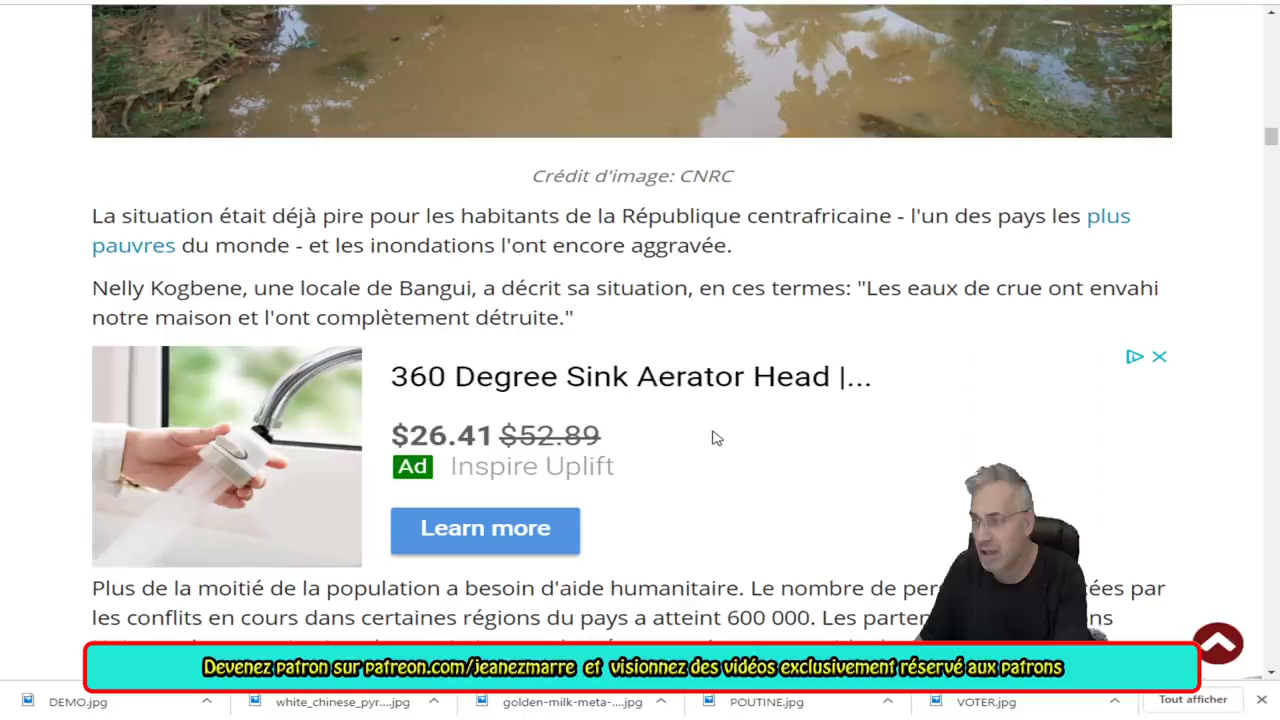 Crédit d'image: CNRC
La situation était déjà pire pour les habitants de la République centrafricaine - l'un des pays les plus
pauvres du monde - et les inondations l'ont encore aggravée.
Nelly Kogbene, une locale de Bangui, a décrit sa situation, en ces termes: "Les eaux de crue ont envahi
notre maison et l'ont complètement détruite."
360 Degree Sink Aerator Head |...
$26.41 $52.89
Ad Inspire Uplift
Learn more
Plus de la moitié de la population a besoin d'aide humanitaire. Le nombre de par
les conflits en cours dans certaines régions du pays a atteint 600 000. Les
Devenez patron sur patreon.com/jeanezmarre et visionnez des vidéos exclusivement réservé aux patrons
DEMO.jpg
white_chinese_pyr....jpg
golden-milk-meta-....jpg
POUTINE.jpg
VOTER.jpg
Tout afficher